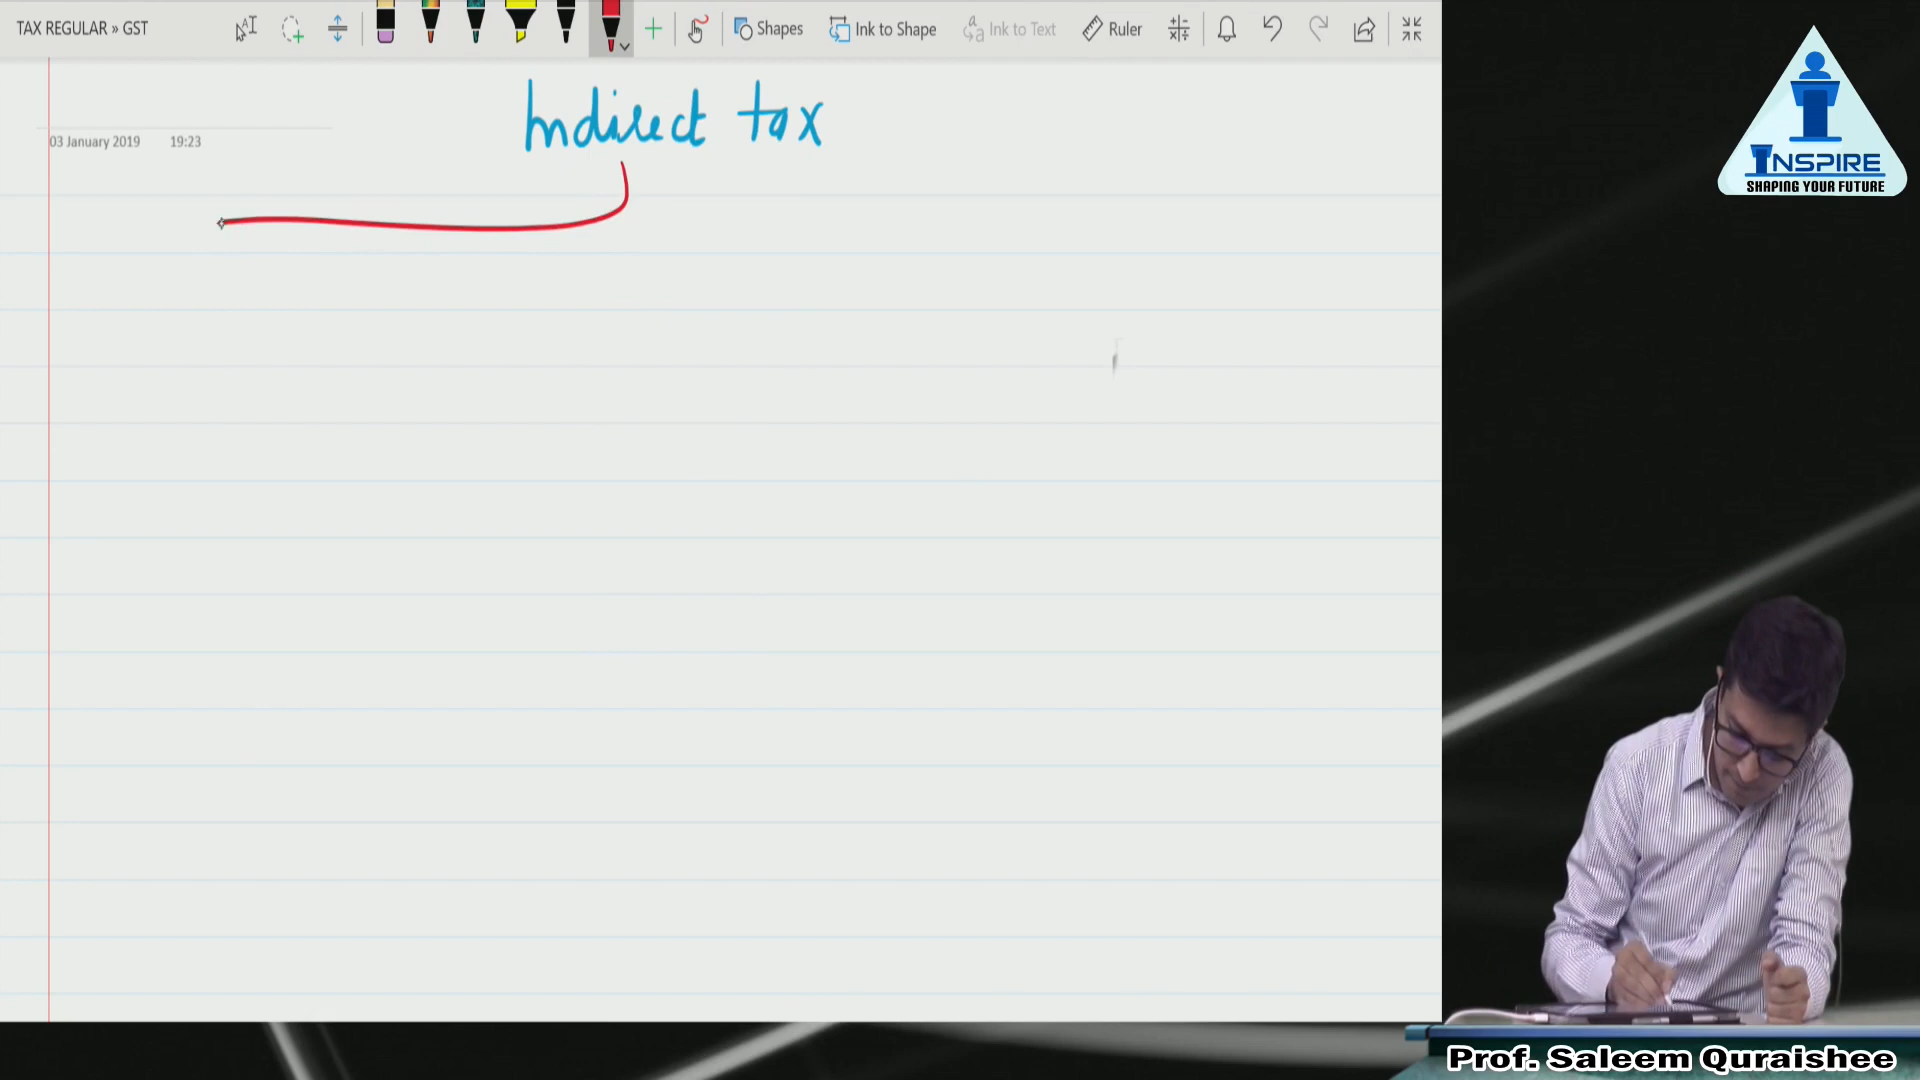 TAX REGULAR » GST
Shapes
Ink to Shape
Ink to Text
Ruler
Indirect tax
03 January 2019 19:23
INSPIRE
SHAPING YOUR FUTURE
Prof. Saleem Quraishee